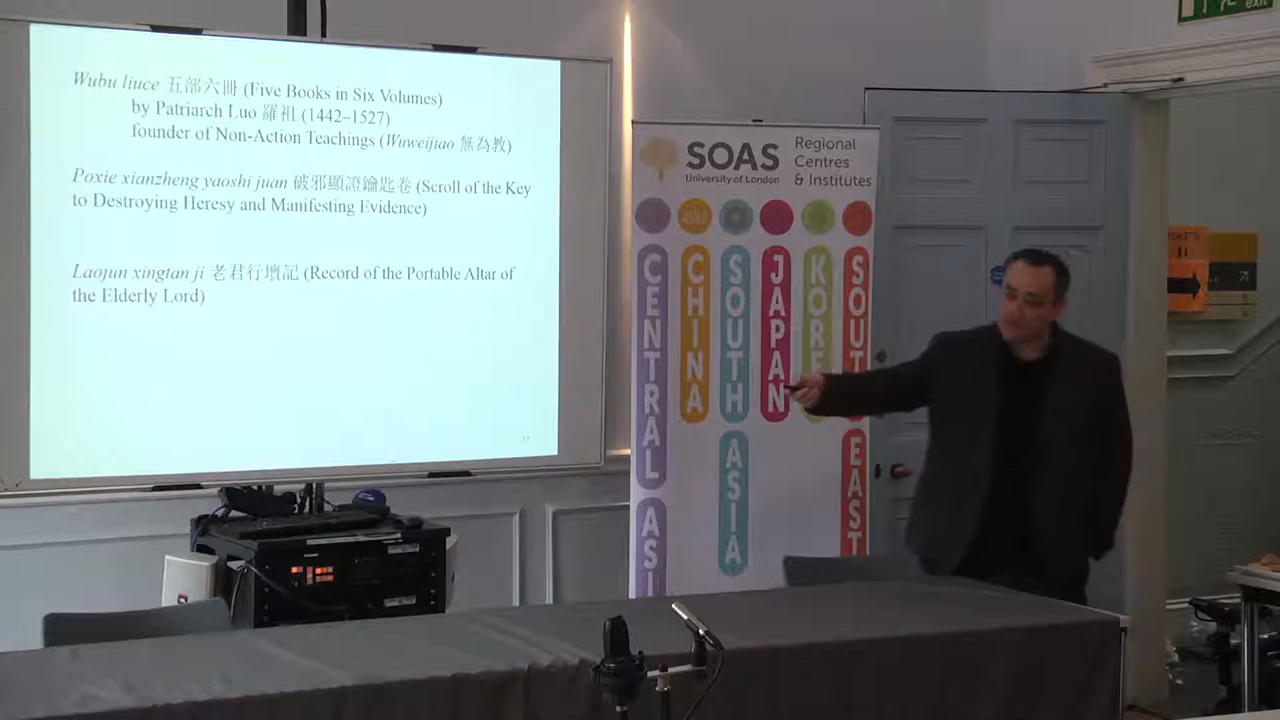 Wubu liuce 五部六冊 (Five Books in Six Volumes)
by Patriarch Luo 羅祖 (1442–1527)
founder of Non-Action Teachings (Wuweijiao 無為教)
Poxie xianzheng yaoshi juan 破邪顯證鑰匙卷 (Scroll of the Key
to Destroying Heresy and Manifesting Evidence)
Laojun xingtan ji 老君行壇記 (Record of the Portable Altar of
the Elderly Lord)
11
SOAS
University of London
Regional
Centres
& Institutes
CENTRAL ASI
CHINA
SOUTH ASIA
JAPAN
KORE
SOUT EAST
exit